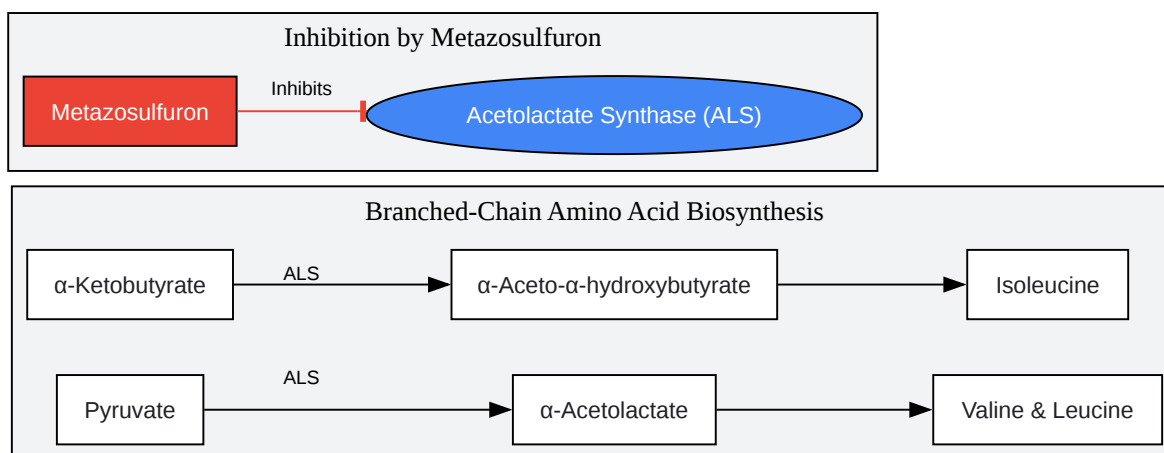 Inhibition by Metazosulfuron
Metazosulfuron
Inhibits
Acetolactate Synthase (ALS)
Branched-Chain Amino Acid Biosynthesis
α-Ketobutyrate
ALS
α-Aceto-α-hydroxybutyrate
Isoleucine
Pyruvate
ALS
α-Acetolactate
Valine & Leucine